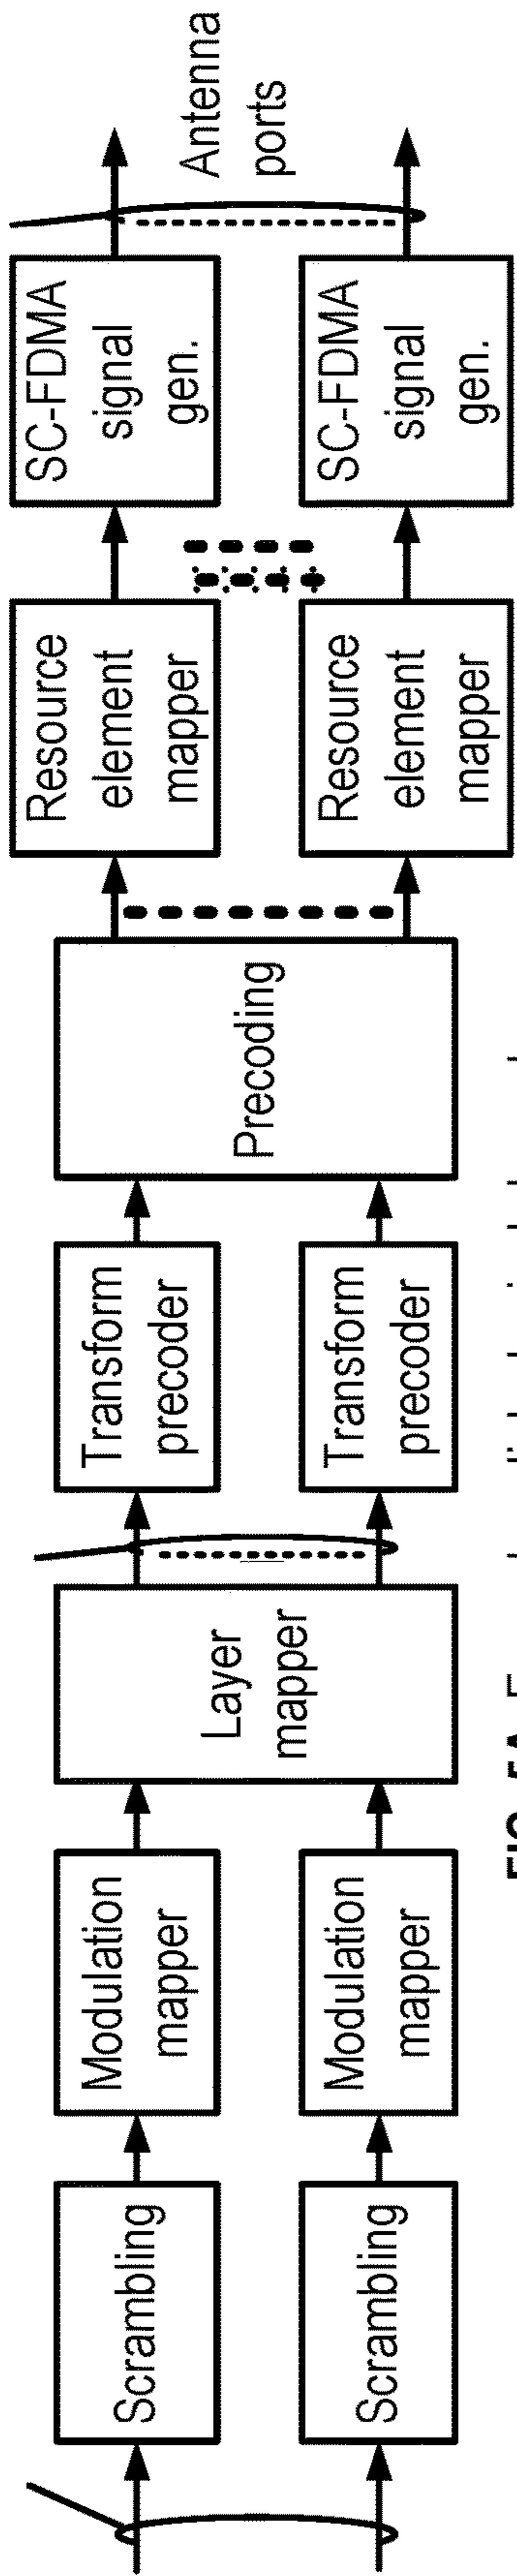 Scrambling
Modulation
mapper
Layer
mapper
Transform
precoder
Precoding
Resource
element
mapper
SC-FDMA
signal
gen.
Antenna
ports
Scrambling
Modulation
mapper
Transform
precoder
Resource
element
mapper
SC-FDMA
signal
gen.